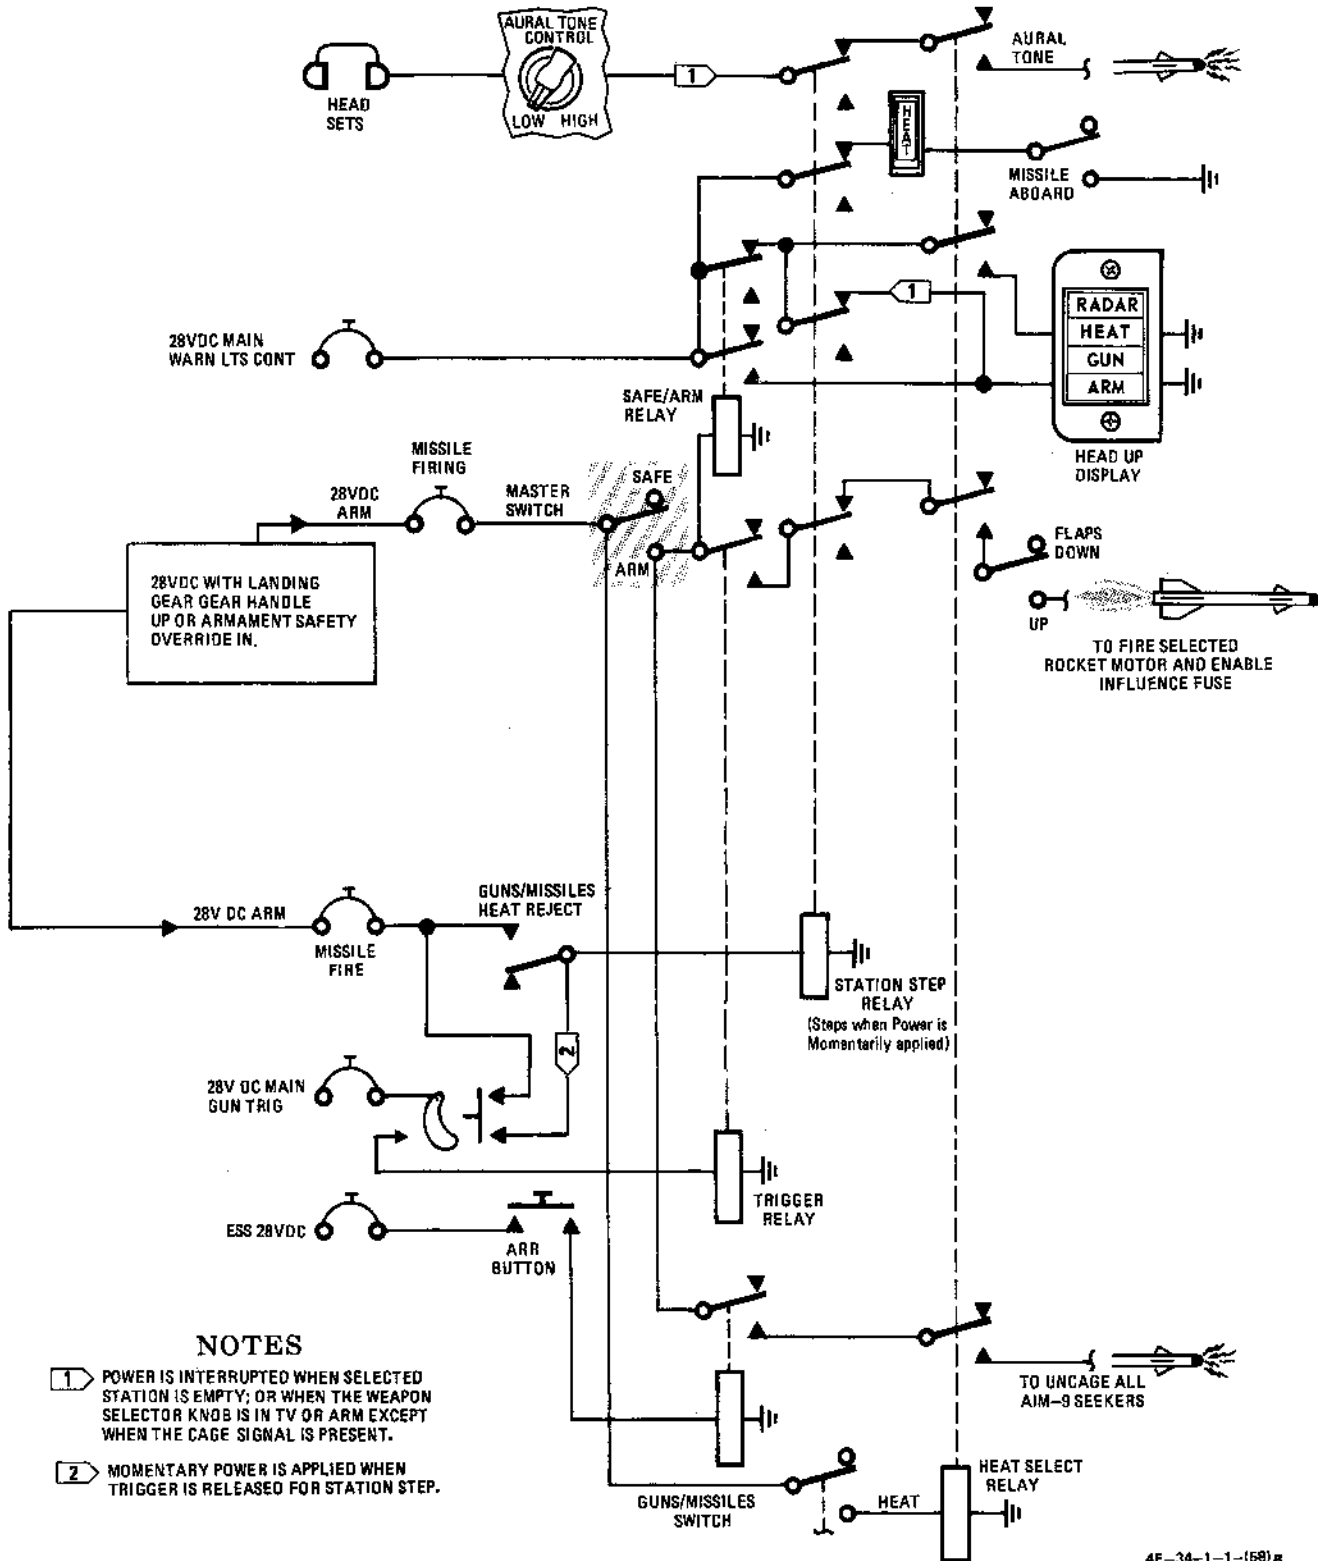 AURAL TONE
CONTROL
LOW HIGH
HEAD
SETS
1
AURAL
TONE
HEAT
MISSILE
ABOARD
1
RADAR
HEAT
GUN
ARM
HEAD UP
DISPLAY
28VDC MAIN
WARN LTS CONT
SAFE/ARM
RELAY
MISSILE
FIRING
28VDC
ARM
MASTER
SWITCH
SAFE
ARM
FLAPS
DOWN
UP
28VDC WITH LANDING
GEAR GEAR HANDLE
UP OR ARMAMENT SAFETY
OVERRIDE IN.
TO FIRE SELECTED
ROCKET MOTOR AND ENABLE
INFLUENCE FUSE
28V DC ARM
MISSILE
FIRE
GUNS/MISSILES
HEAT REJECT
STATION STEP
RELAY
(Steps when Power is
Momentarily applied)
2
28V DC MAIN
GUN TRIG
TRIGGER
RELAY
ESS 28VDC
ARR
BUTTON
TO UNCAGE ALL
AIM-9 SEEKERS
NOTES
1 POWER IS INTERRUPTED WHEN SELECTED
STATION IS EMPTY; OR WHEN THE WEAPON
SELECTOR KNOB IS IN TV OR ARM EXCEPT
WHEN THE CAGE SIGNAL IS PRESENT.
2 MOMENTARY POWER IS APPLIED WHEN
TRIGGER IS RELEASED FOR STATION STEP.
GUNS/MISSILES
SWITCH
HEAT
HEAT SELECT
RELAY